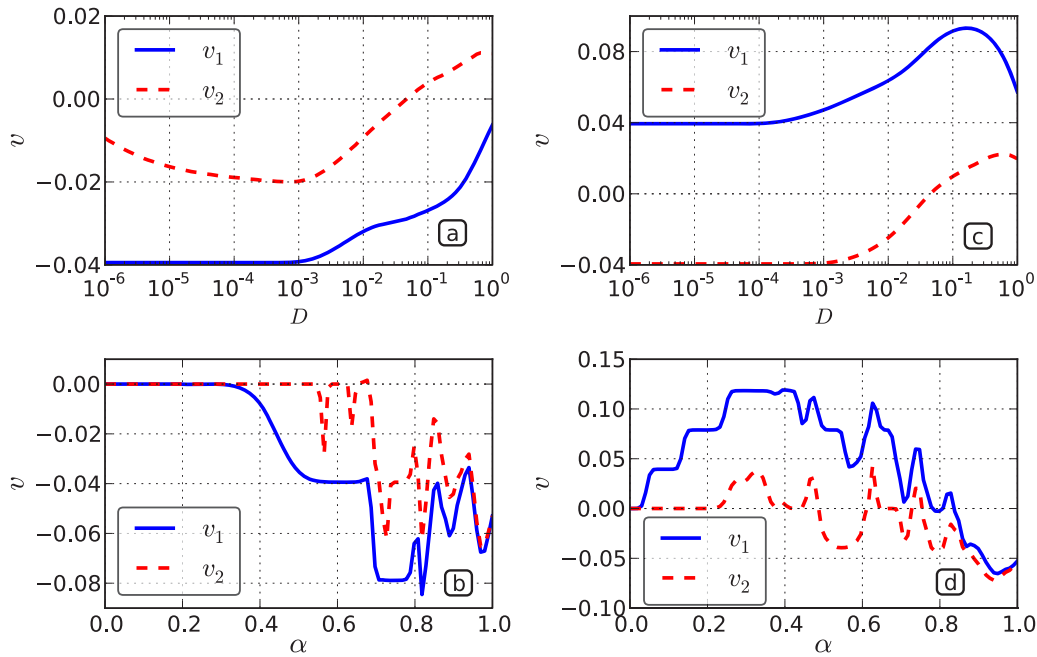 0.02
0.00
−0.02
−0.04
v
v₁
v₂
a
10⁻⁶ 10⁻⁵ 10⁻⁴ 10⁻³ 10⁻² 10⁻¹ 10⁰
D
0.08
0.04
0.00
−0.04
v
v₁
v₂
c
10⁻⁶ 10⁻⁵ 10⁻⁴ 10⁻³ 10⁻² 10⁻¹ 10⁰
D
0.00
−0.02
−0.04
−0.06
−0.08
v
v₁
v₂
b
0.0 0.2 0.4 0.6 0.8 1.0
α
0.15
0.10
0.05
0.00
−0.05
−0.10
v
v₁
v₂
d
0.0 0.2 0.4 0.6 0.8 1.0
α